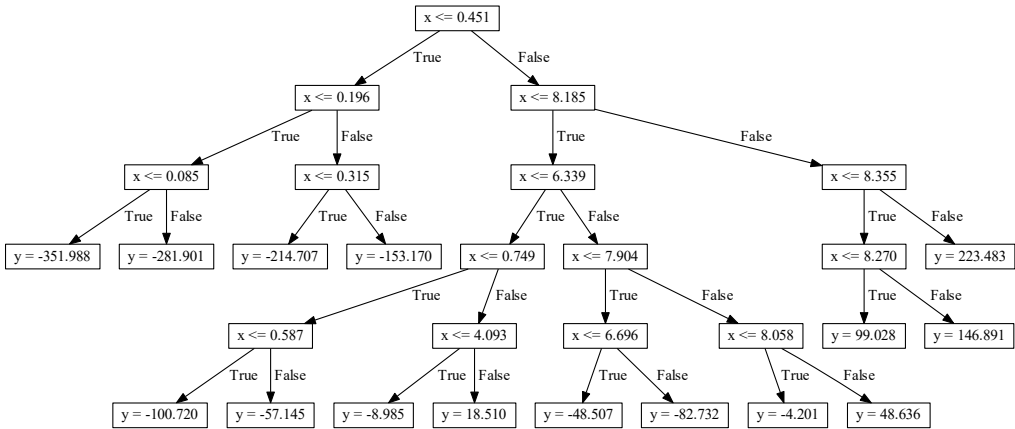 x <= 0.451
True
False
x <= 0.196
x <= 8.185
True
False
True
False
x <= 0.085
x <= 0.315
x <= 6.339
x <= 8.355
True
False
True
False
True
False
True
False
y = -351.988
y = -281.901
y = -214.707
y = -153.170
x <= 0.749
x <= 7.904
x <= 8.270
y = 223.483
True
False
True
False
True
False
x <= 0.587
x <= 4.093
x <= 6.696
x <= 8.058
y = 99.028
y = 146.891
True
False
True
False
True
False
True
False
y = -100.720
y = -57.145
y = -8.985
y = 18.510
y = -48.507
y = -82.732
y = -4.201
y = 48.636